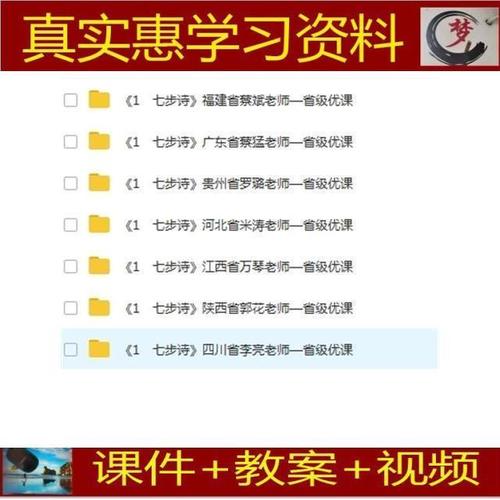 真实惠学习资料
梦
《1 七步诗》福建省蔡斌老师—省级优课
《1 七步诗》广东省蔡猛老师—省级优课
《1 七步诗》贵州省罗璐老师—省级优课
《1 七步诗》河北省米涛老师—省级优课
《1 七步诗》江西省万琴老师—省级优课
《1 七步诗》陕西省郭花老师—省级优课
《1 七步诗》四川省李亮老师—省级优课
课件+教案+视频